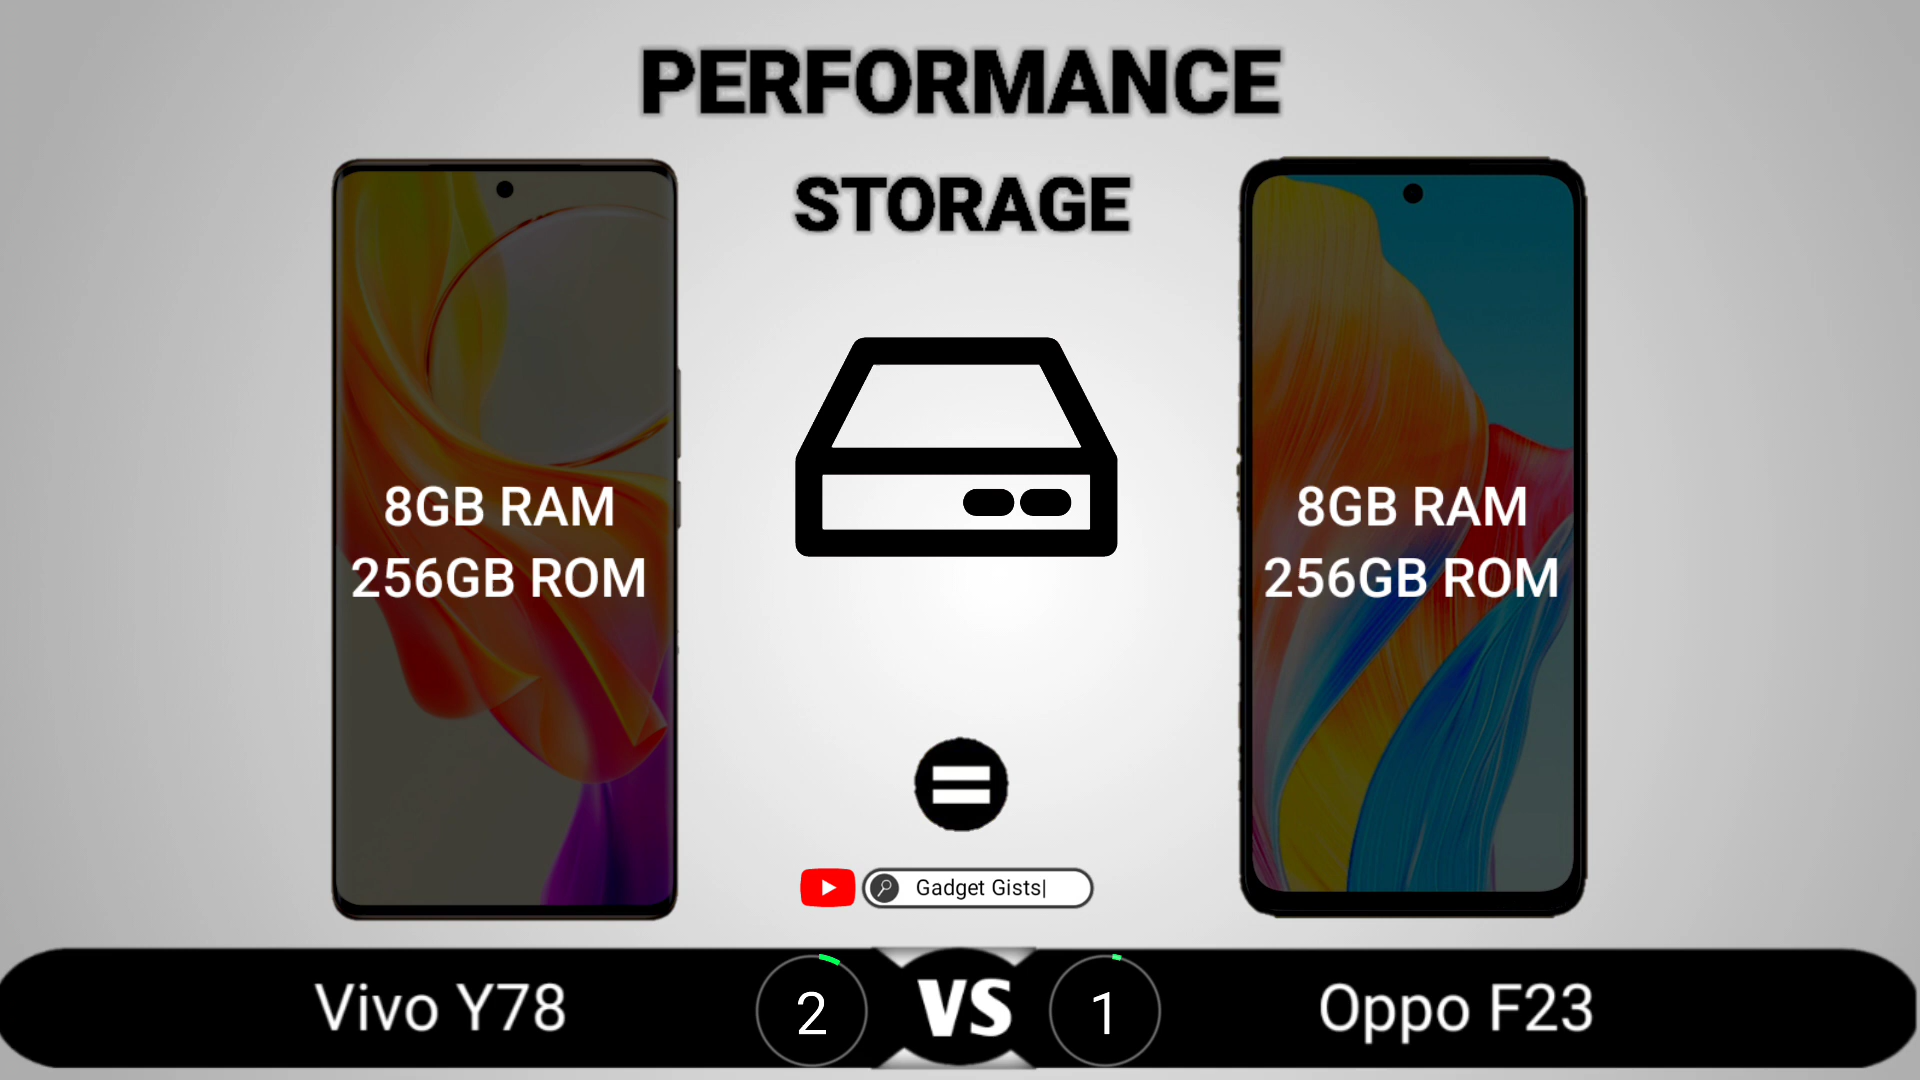 PERFORMANCE
STORAGE
8GB RAM
256GB ROM
8GB RAM
256GB ROM
Gadget Gists|
Vivo Y78
2
VS
1
Oppo F23